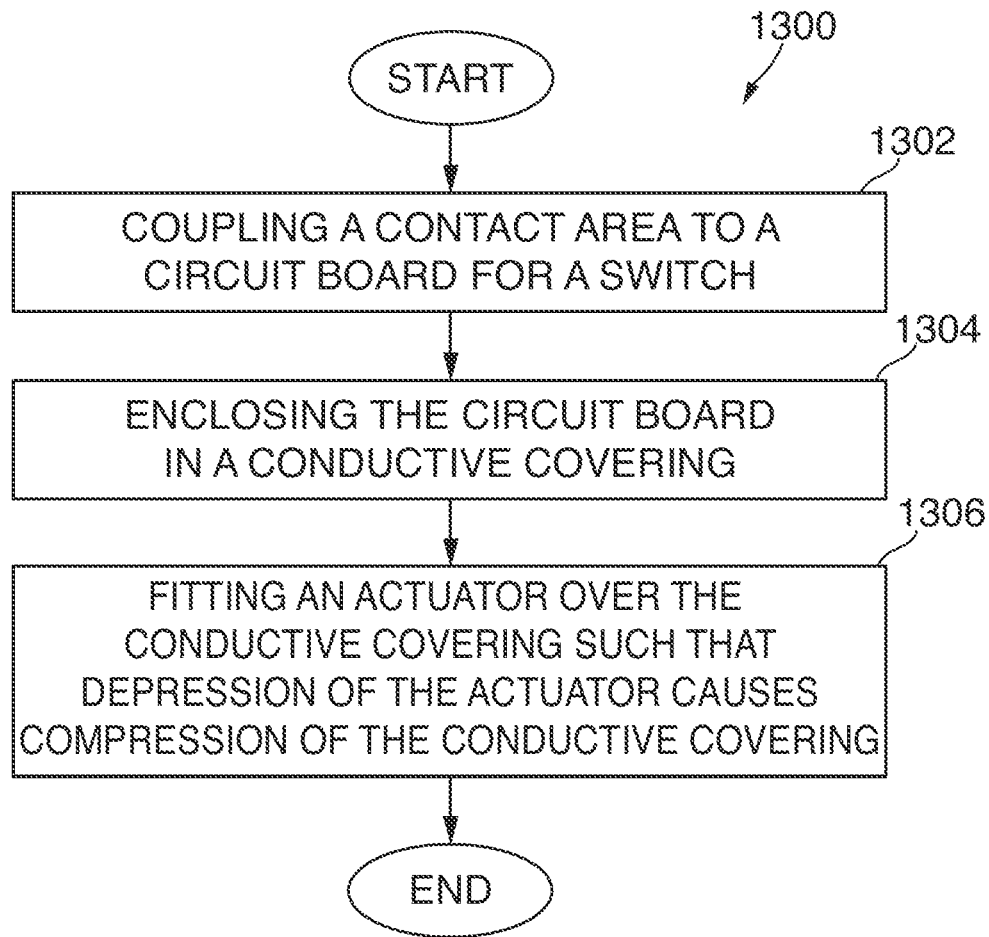 1300
START
1302
COUPLING A CONTACT AREA TO A
CIRCUIT BOARD FOR A SWITCH
1304
ENCLOSING THE CIRCUIT BOARD
IN A CONDUCTIVE COVERING
1306
FITTING AN ACTUATOR OVER THE
CONDUCTIVE COVERING SUCH THAT
DEPRESSION OF THE ACTUATOR CAUSES
COMPRESSION OF THE CONDUCTIVE COVERING
END